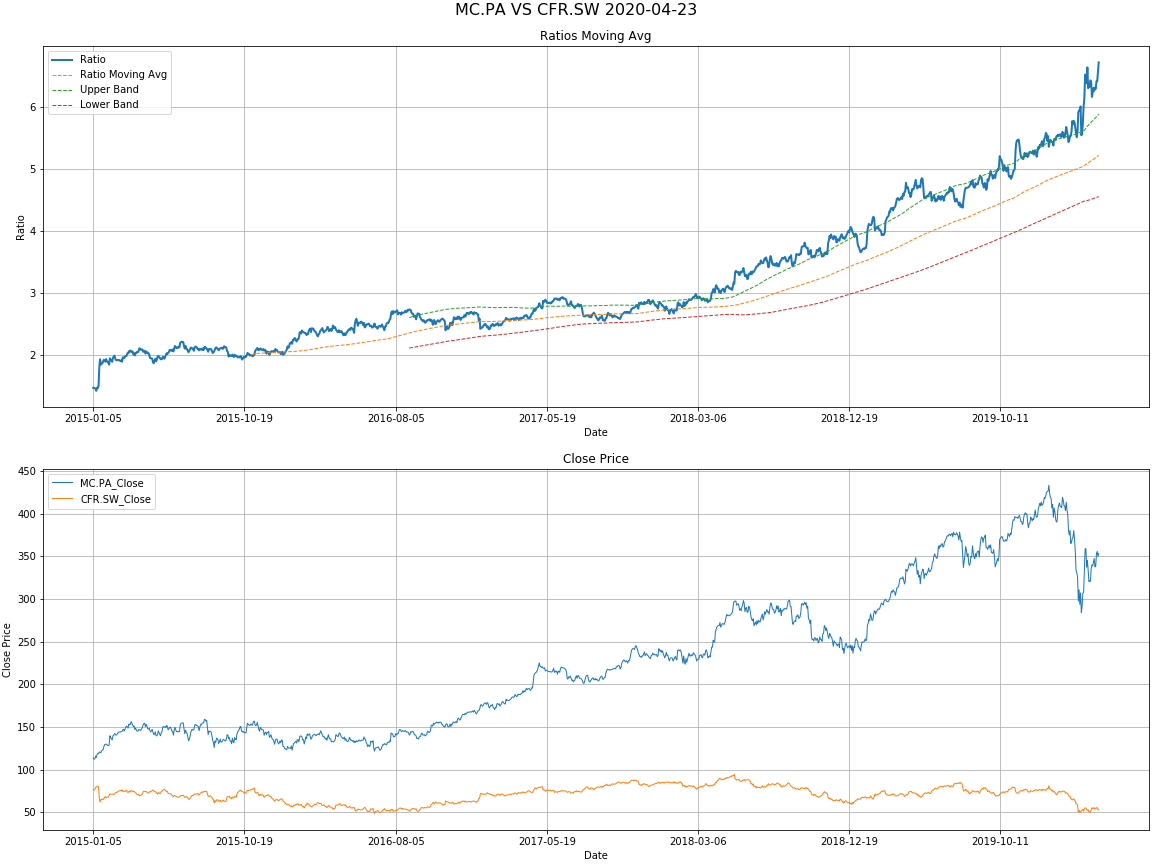 MC.PA VS CFR.SW 2020-04-23
Ratios Moving Avg
Ratio
Ratio Moving Avg
Upper Band
Lower Band
6
5
4
3
2
Ratio
2015-01-05 2015-10-19 2016-08-05 2017-05-19 2018-03-06 2018-12-19 2019-10-11
Date
Close Price
MC.PA_Close
CFR.SW_Close
450
400
350
300
250
200
150
100
50
Close Price
2015-01-05 2015-10-19 2016-08-05 2017-05-19 2018-03-06 2018-12-19 2019-10-11
Date